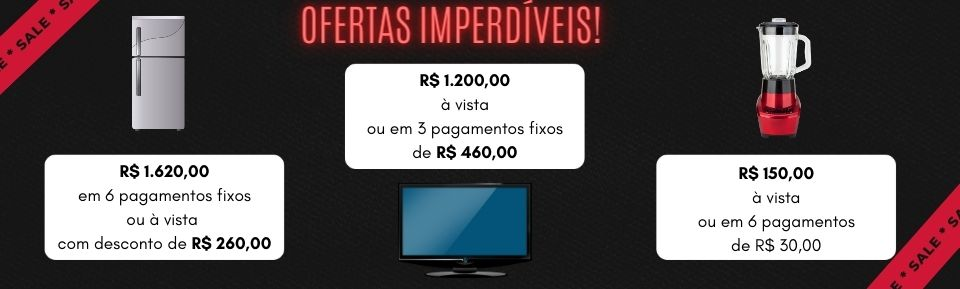 OFERTAS IMPERDÍVEIS!
* SALE * SA
R$ 1.620,00
em 6 pagamentos fixos
ou à vista
com desconto de R$ 260,00
R$ 1.200,00
à vista
ou em 3 pagamentos fixos
de R$ 460,00
R$ 150,00
à vista
ou em 6 pagamentos
de R$ 30,00
* SALE * SA